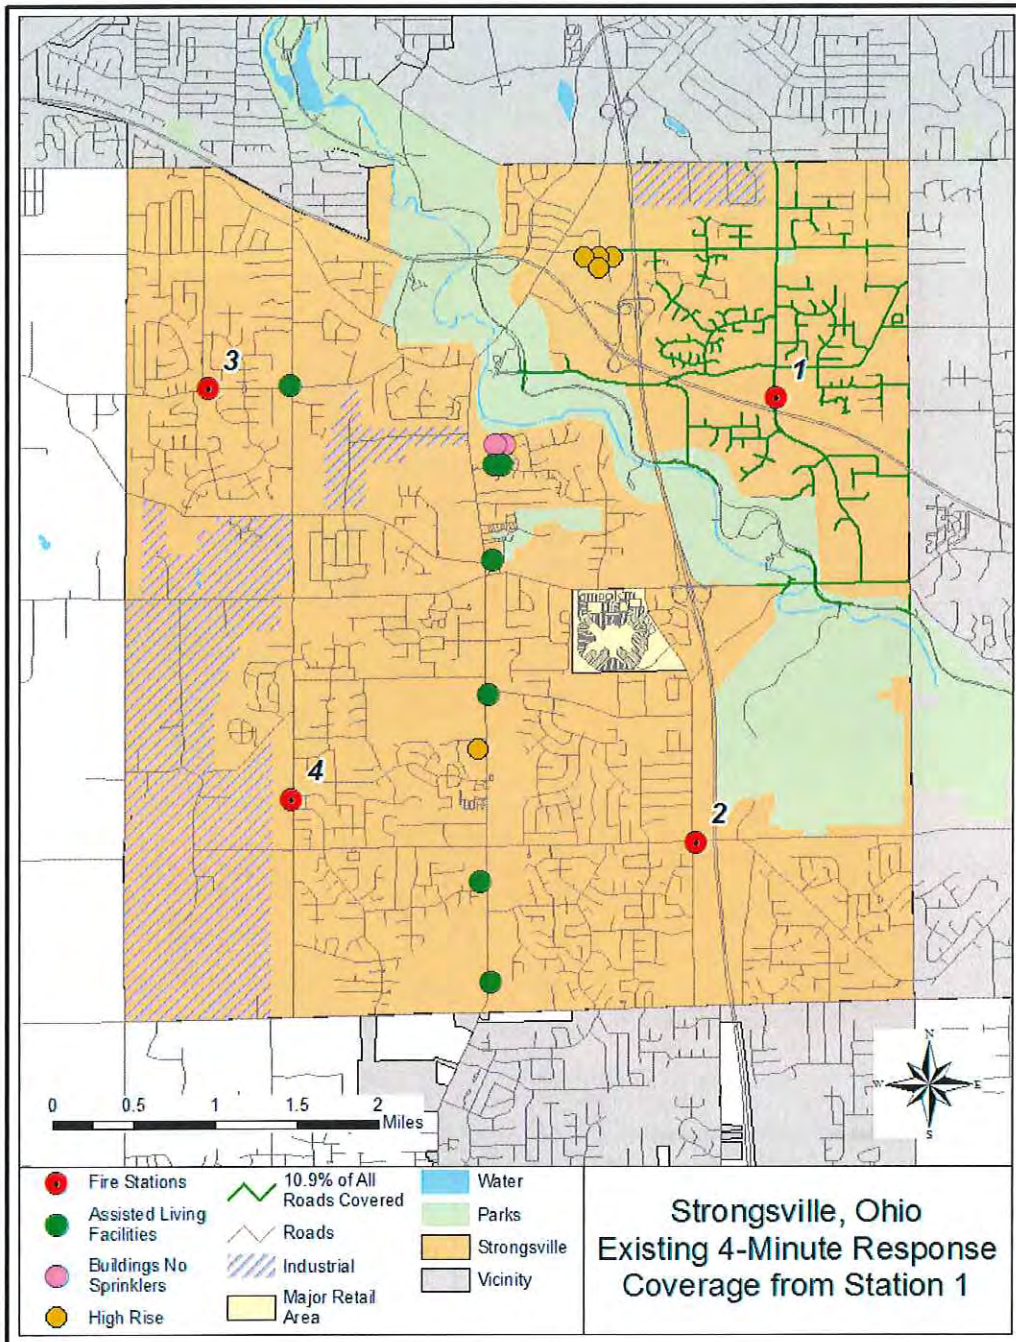 1
3
4
2
N
W
E
S
0 0.5 1 1.5 2
Miles
Fire Stations
Assisted Living
Facilities
Buildings No
Sprinklers
High Rise
10.9% of All
Roads Covered
Roads
Industrial
Major Retail
Area
Water
Parks
Strongsville
Vicinity
Strongsville, Ohio
Existing 4-Minute Response
Coverage from Station 1